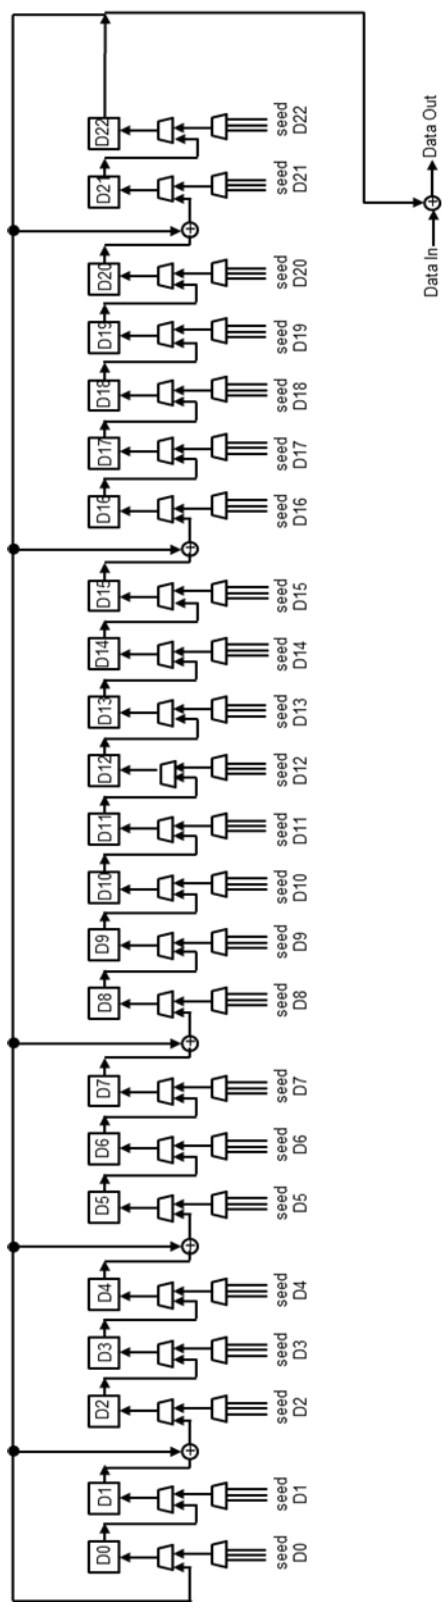 D0
D1
D2
D3
D4
D5
D6
D7
D8
D9
D10
D11
D12
D13
D14
D15
D16
D17
D18
D19
D20
D21
D22
seed
D0
seed
D1
seed
D2
seed
D3
seed
D4
seed
D5
seed
D6
seed
D7
seed
D8
seed
D9
seed
D10
seed
D11
seed
D12
seed
D13
seed
D14
seed
D15
seed
D16
seed
D17
seed
D18
seed
D19
seed
D20
seed
D21
seed
D22
Data In
Data Out